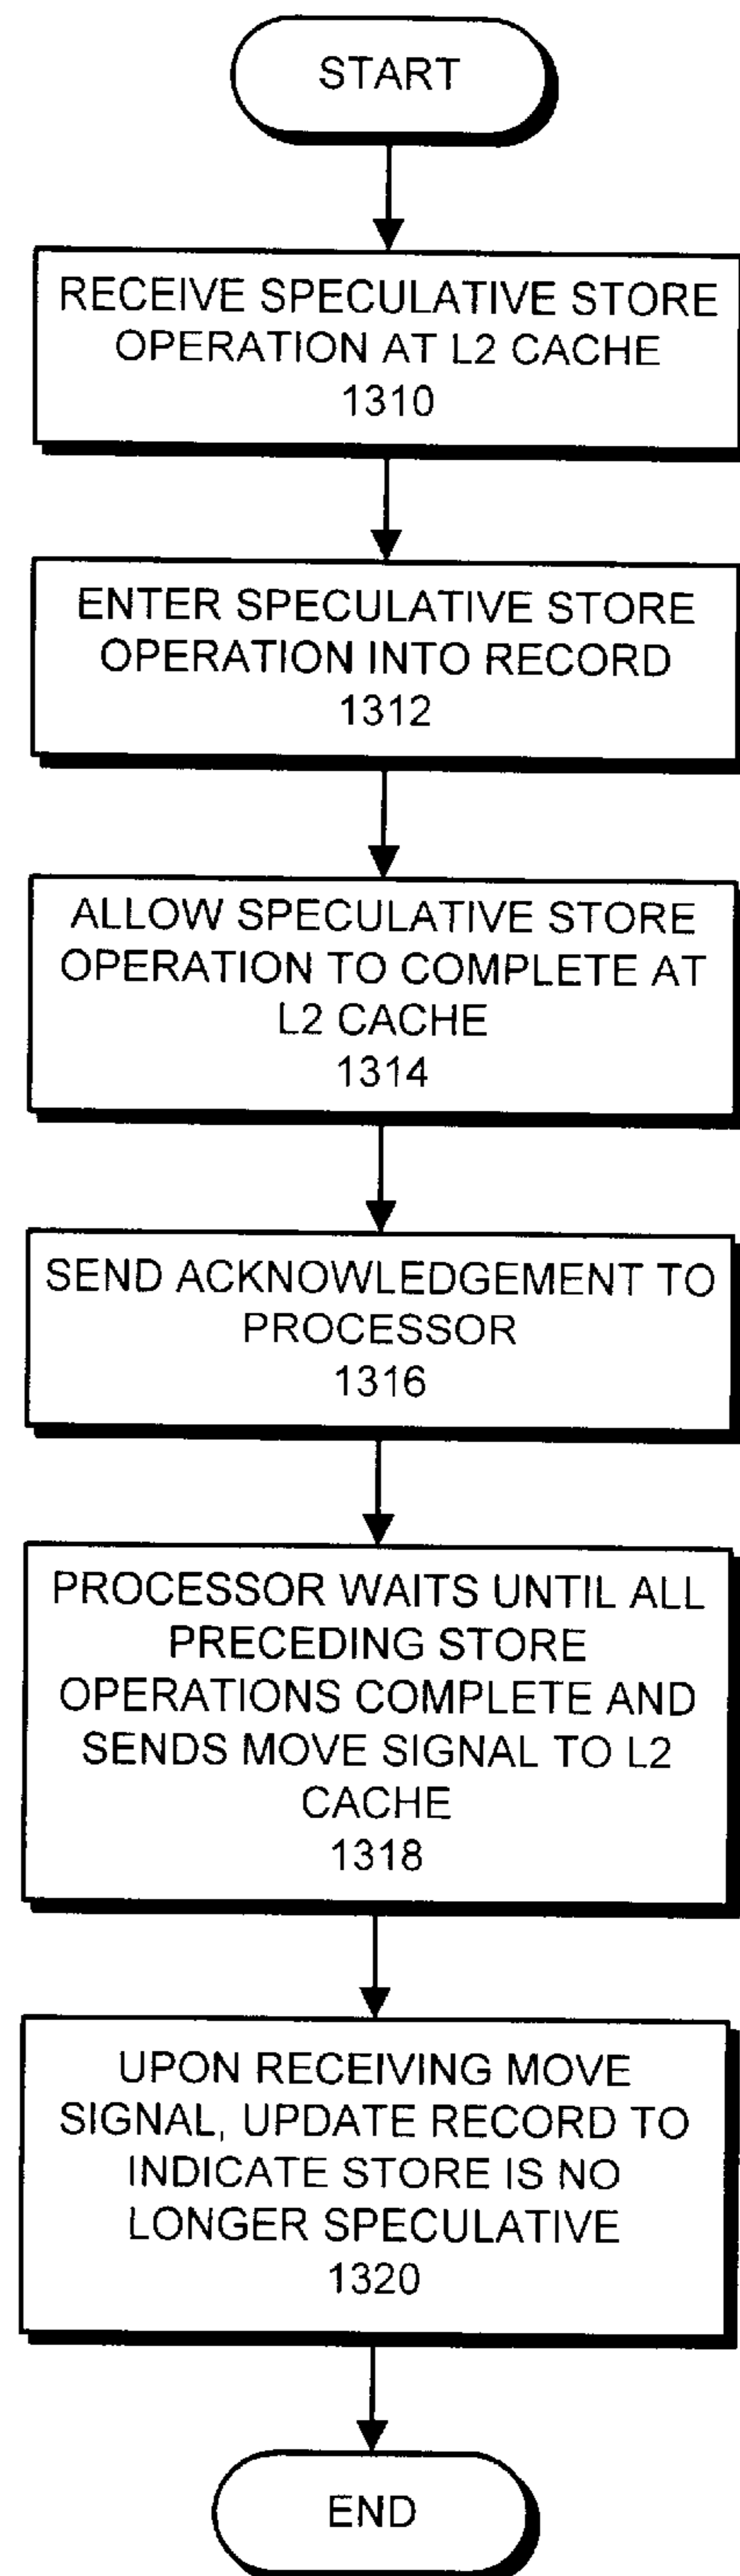 START
RECEIVE SPECULATIVE STORE
OPERATION AT L2 CACHE
1310
ENTER SPECULATIVE STORE
OPERATION INTO RECORD
1312
ALLOW SPECULATIVE STORE
OPERATION TO COMPLETE AT
L2 CACHE
1314
SEND ACKNOWLEDGEMENT TO
PROCESSOR
1316
PROCESSOR WAITS UNTIL ALL
PRECEDING STORE
OPERATIONS COMPLETE AND
SENDS MOVE SIGNAL TO L2
CACHE
1318
UPON RECEIVING MOVE
SIGNAL, UPDATE RECORD TO
INDICATE STORE IS NO
LONGER SPECULATIVE
1320
END